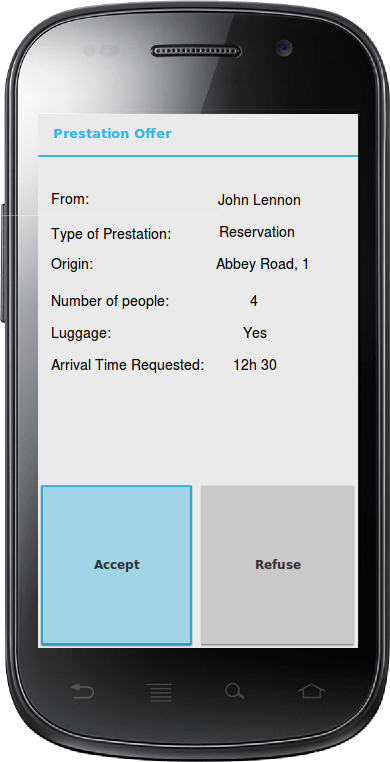 Prestation Offer
From: John Lennon
Type of Prestation: Reservation
Origin: Abbey Road, 1
Number of people: 4
Luggage: Yes
Arrival Time Requested: 12h 30
Accept Refuse